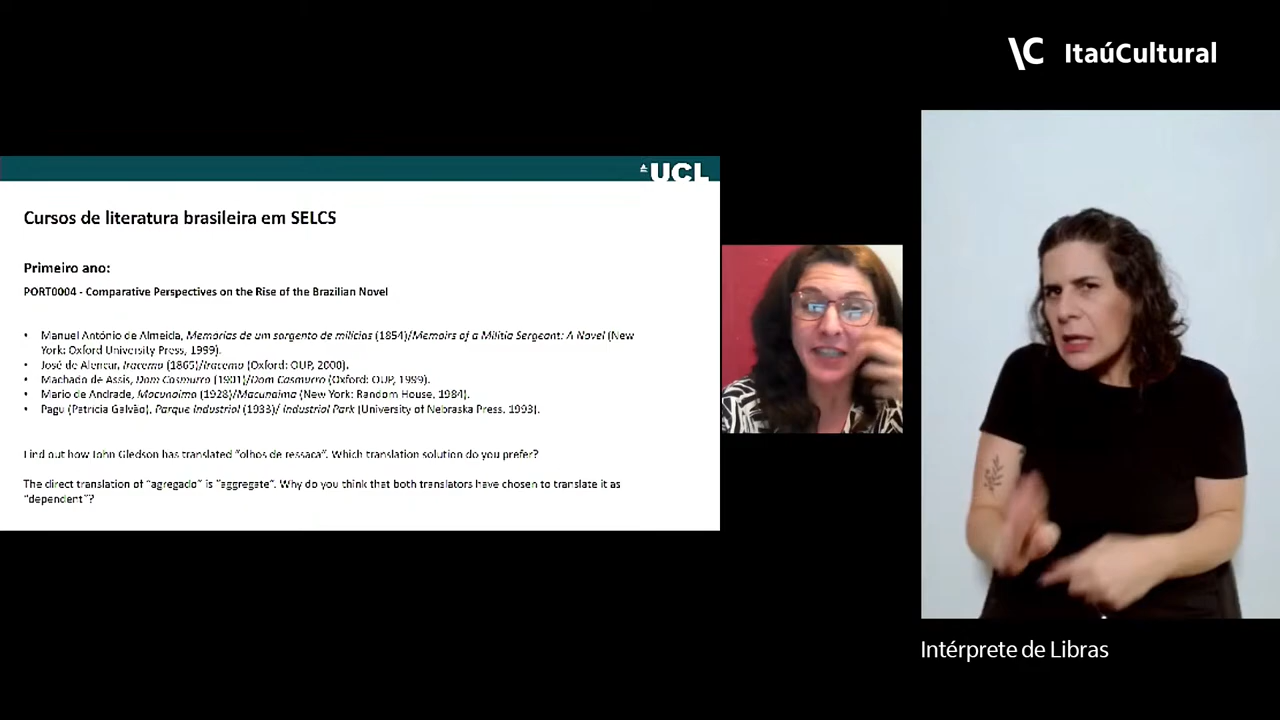 \C ItaúCultural
UCL
Cursos de literatura brasileira em SELCS
Primeiro ano:
PORT0004 - Comparative Perspectives on the Rise of the Brazilian Novel
• Manuel António de Almeida, Memórias de um sargento de milícias (1854)/Memoirs of a Militia Sergeant: A Novel (New
York: Oxford University Press, 1999).
• José de Alencar, Iracema (1865)/Iracema (Oxford: OUP, 2000).
• Machado de Assis, Dom Casmurro (1901)/Dom Casmurro (Oxford: OUP, 1999).
• Mario de Andrade, Macunaíma (1928)/Macunaíma (New York: Random House, 1984).
• Pagu (Patricia Galvão), Parque Industrial (1933)/ Industrial Park (University of Nebraska Press, 1993).
Find out how John Gledson has translated "olhos de ressaca". Which translation solution do you prefer?
The direct translation of "agregado" is "aggregate". Why do you think that both translators have chosen to translate it as
"dependent"?
Intérprete de Libras